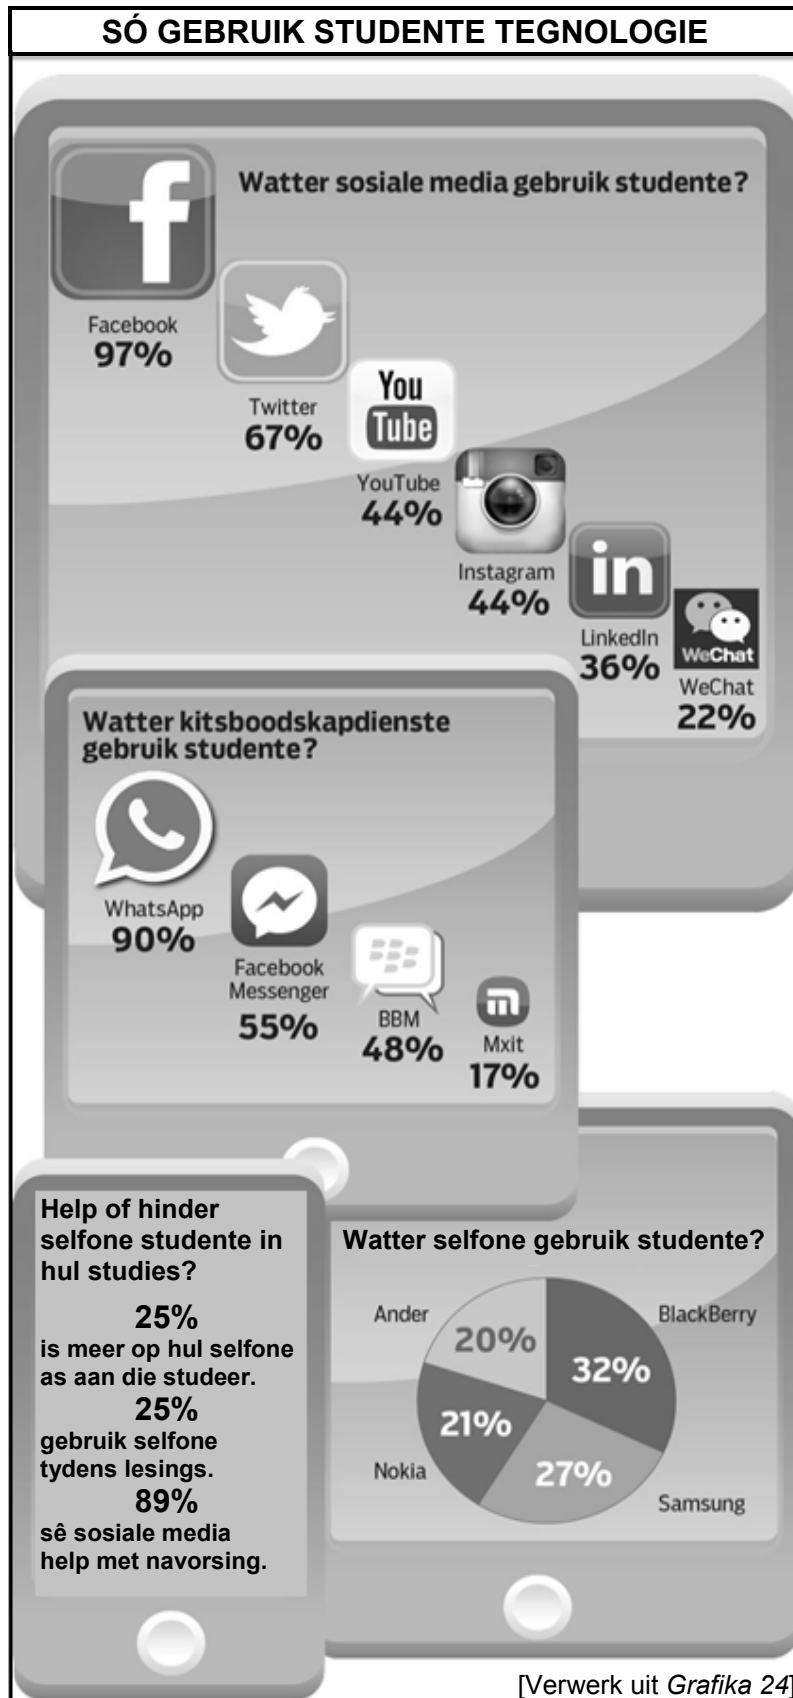 SÓ GEBRUIK STUDENTE TEGNOLOGIE
Watter sosiale media gebruik studente?
f
Facebook
97%
Twitter
67%
You
Tube
YouTube
44%
Instagram
44%
in
LinkedIn
36%
WeChat
WeChat
22%
Watter kitsboodskapdienste
gebruik studente?
WhatsApp
90%
Facebook
Messenger
55%
BBM
48%
m
Mxit
17%
Help of hinder
selfone studente in
hul studies?
25%
is meer op hul selfone
as aan die studeer.
25%
gebruik selfone
tydens lesings.
89%
sê sosiale media
help met navorsing.
Watter selfone gebruik studente?
Ander
20%
BlackBerry
32%
Nokia
21%
27%
Samsung
[Verwerk uit Grafika 24]